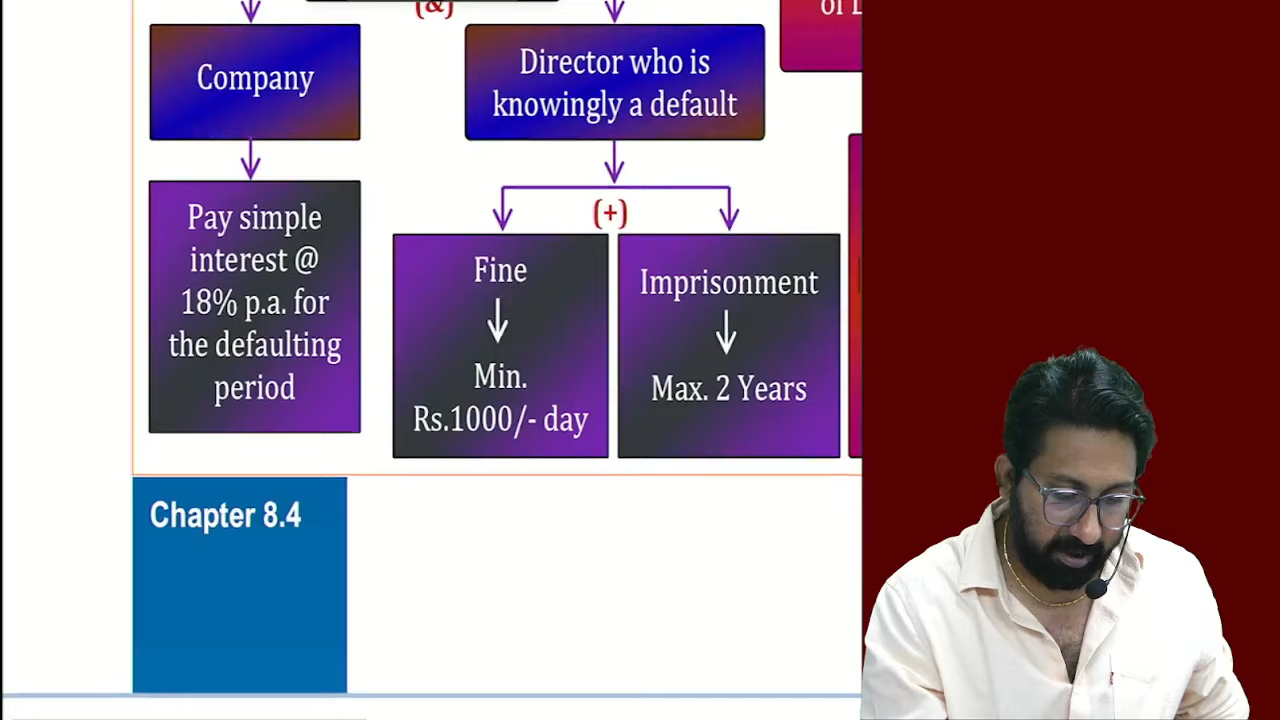 (&)
of
Company
Director who is
knowingly a default
Pay simple
interest @
18% p.a. for
the defaulting
period
(+)
Fine
Min.
Rs.1000/- day
Imprisonment
Max. 2 Years
Chapter 8.4